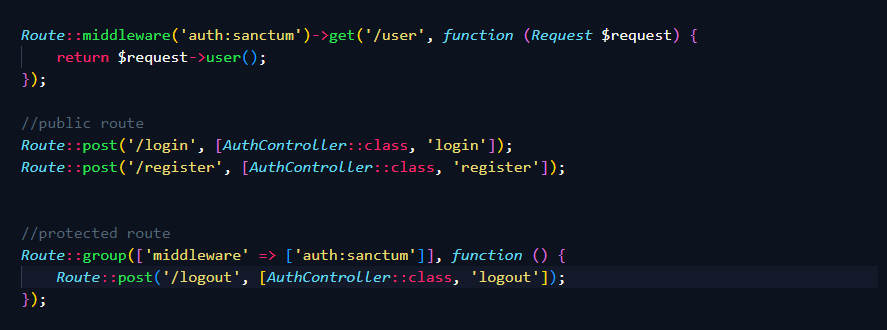 Route::middleware('auth:sanctum')->get('/user', function (Request $request) {
    return $request->user();
});
//public route
Route::post('/login', [AuthController::class, 'login']);
Route::post('/register', [AuthController::class, 'register']);
//protected route
Route::group(['middleware' => ['auth:sanctum']], function () {
    Route::post('/logout', [AuthController::class, 'logout']);
});